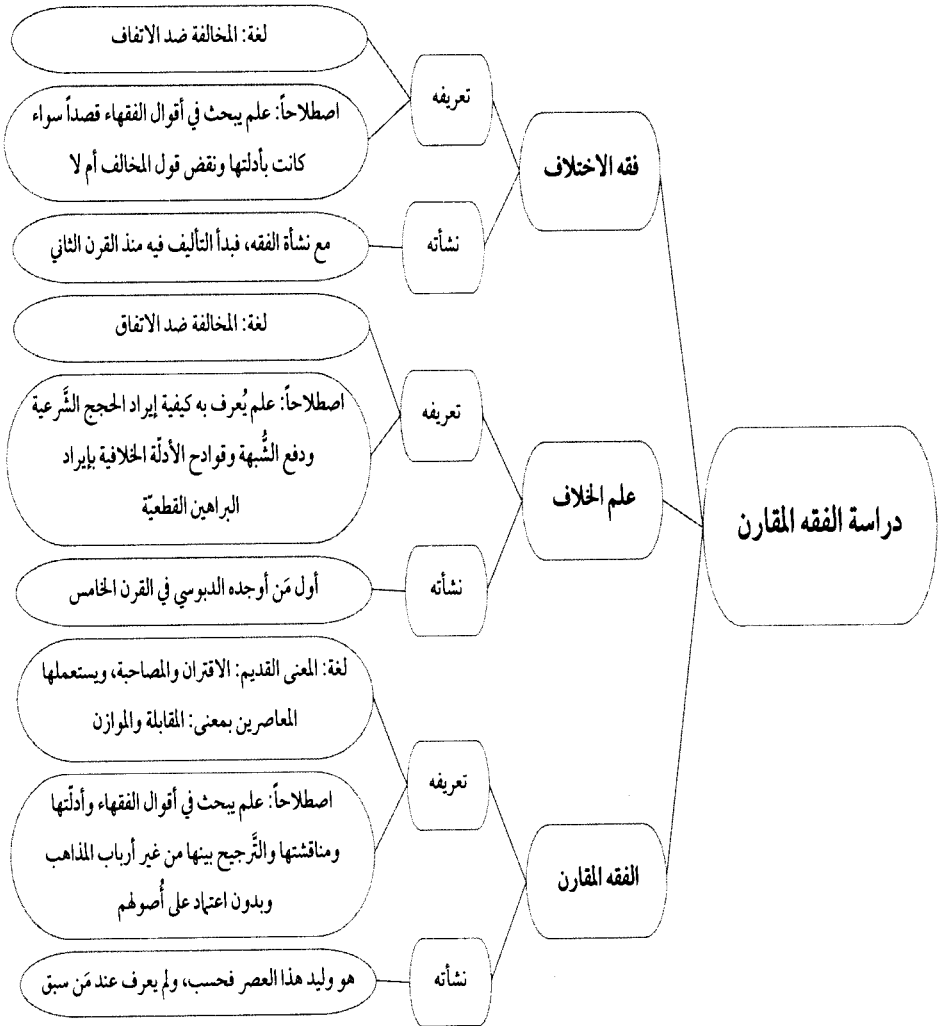 دراسة الفقه المقارن
فقه الاختلاف
تعريفه
لغة: المخالفة ضد الاتفاف
اصطلاحاً: علم يبحث في أقوال الفقهاء قصداً سواء
كانت بأدلتها ونقض قول المخالف أم لا
نشأته
مع نشأة الفقه، فبدأ التأليف فيه منذ القرن الثاني
علم الخلاف
تعريفه
لغة: المخالفة ضد الاتفاق
اصطلاحاً: علم يُعرف به كيفية إيراد الحجج الشَّرعية
ودفع الشُّبهة وقوادح الأدلّة الخلافية بإيراد
البراهين القطعيّة
نشأته
أول مَن أوجده الدبوسي في القرن الخامس
الفقه المقارن
تعريفه
لغة: المعنى القديم: الاقتران والمصاحبة، ويستعملها
المعاصرين بمعنى: المقابلة والموازن
اصطلاحاً: علم يبحث في أقوال الفقهاء وأدلّتها
ومناقشتها والتَّرجيح بينها من غير أرباب المذاهب
وبدون اعتماد على أُصولهم
نشأته
هو وليد هذا العصر فحسب، ولم يعرف عند مَن سبق